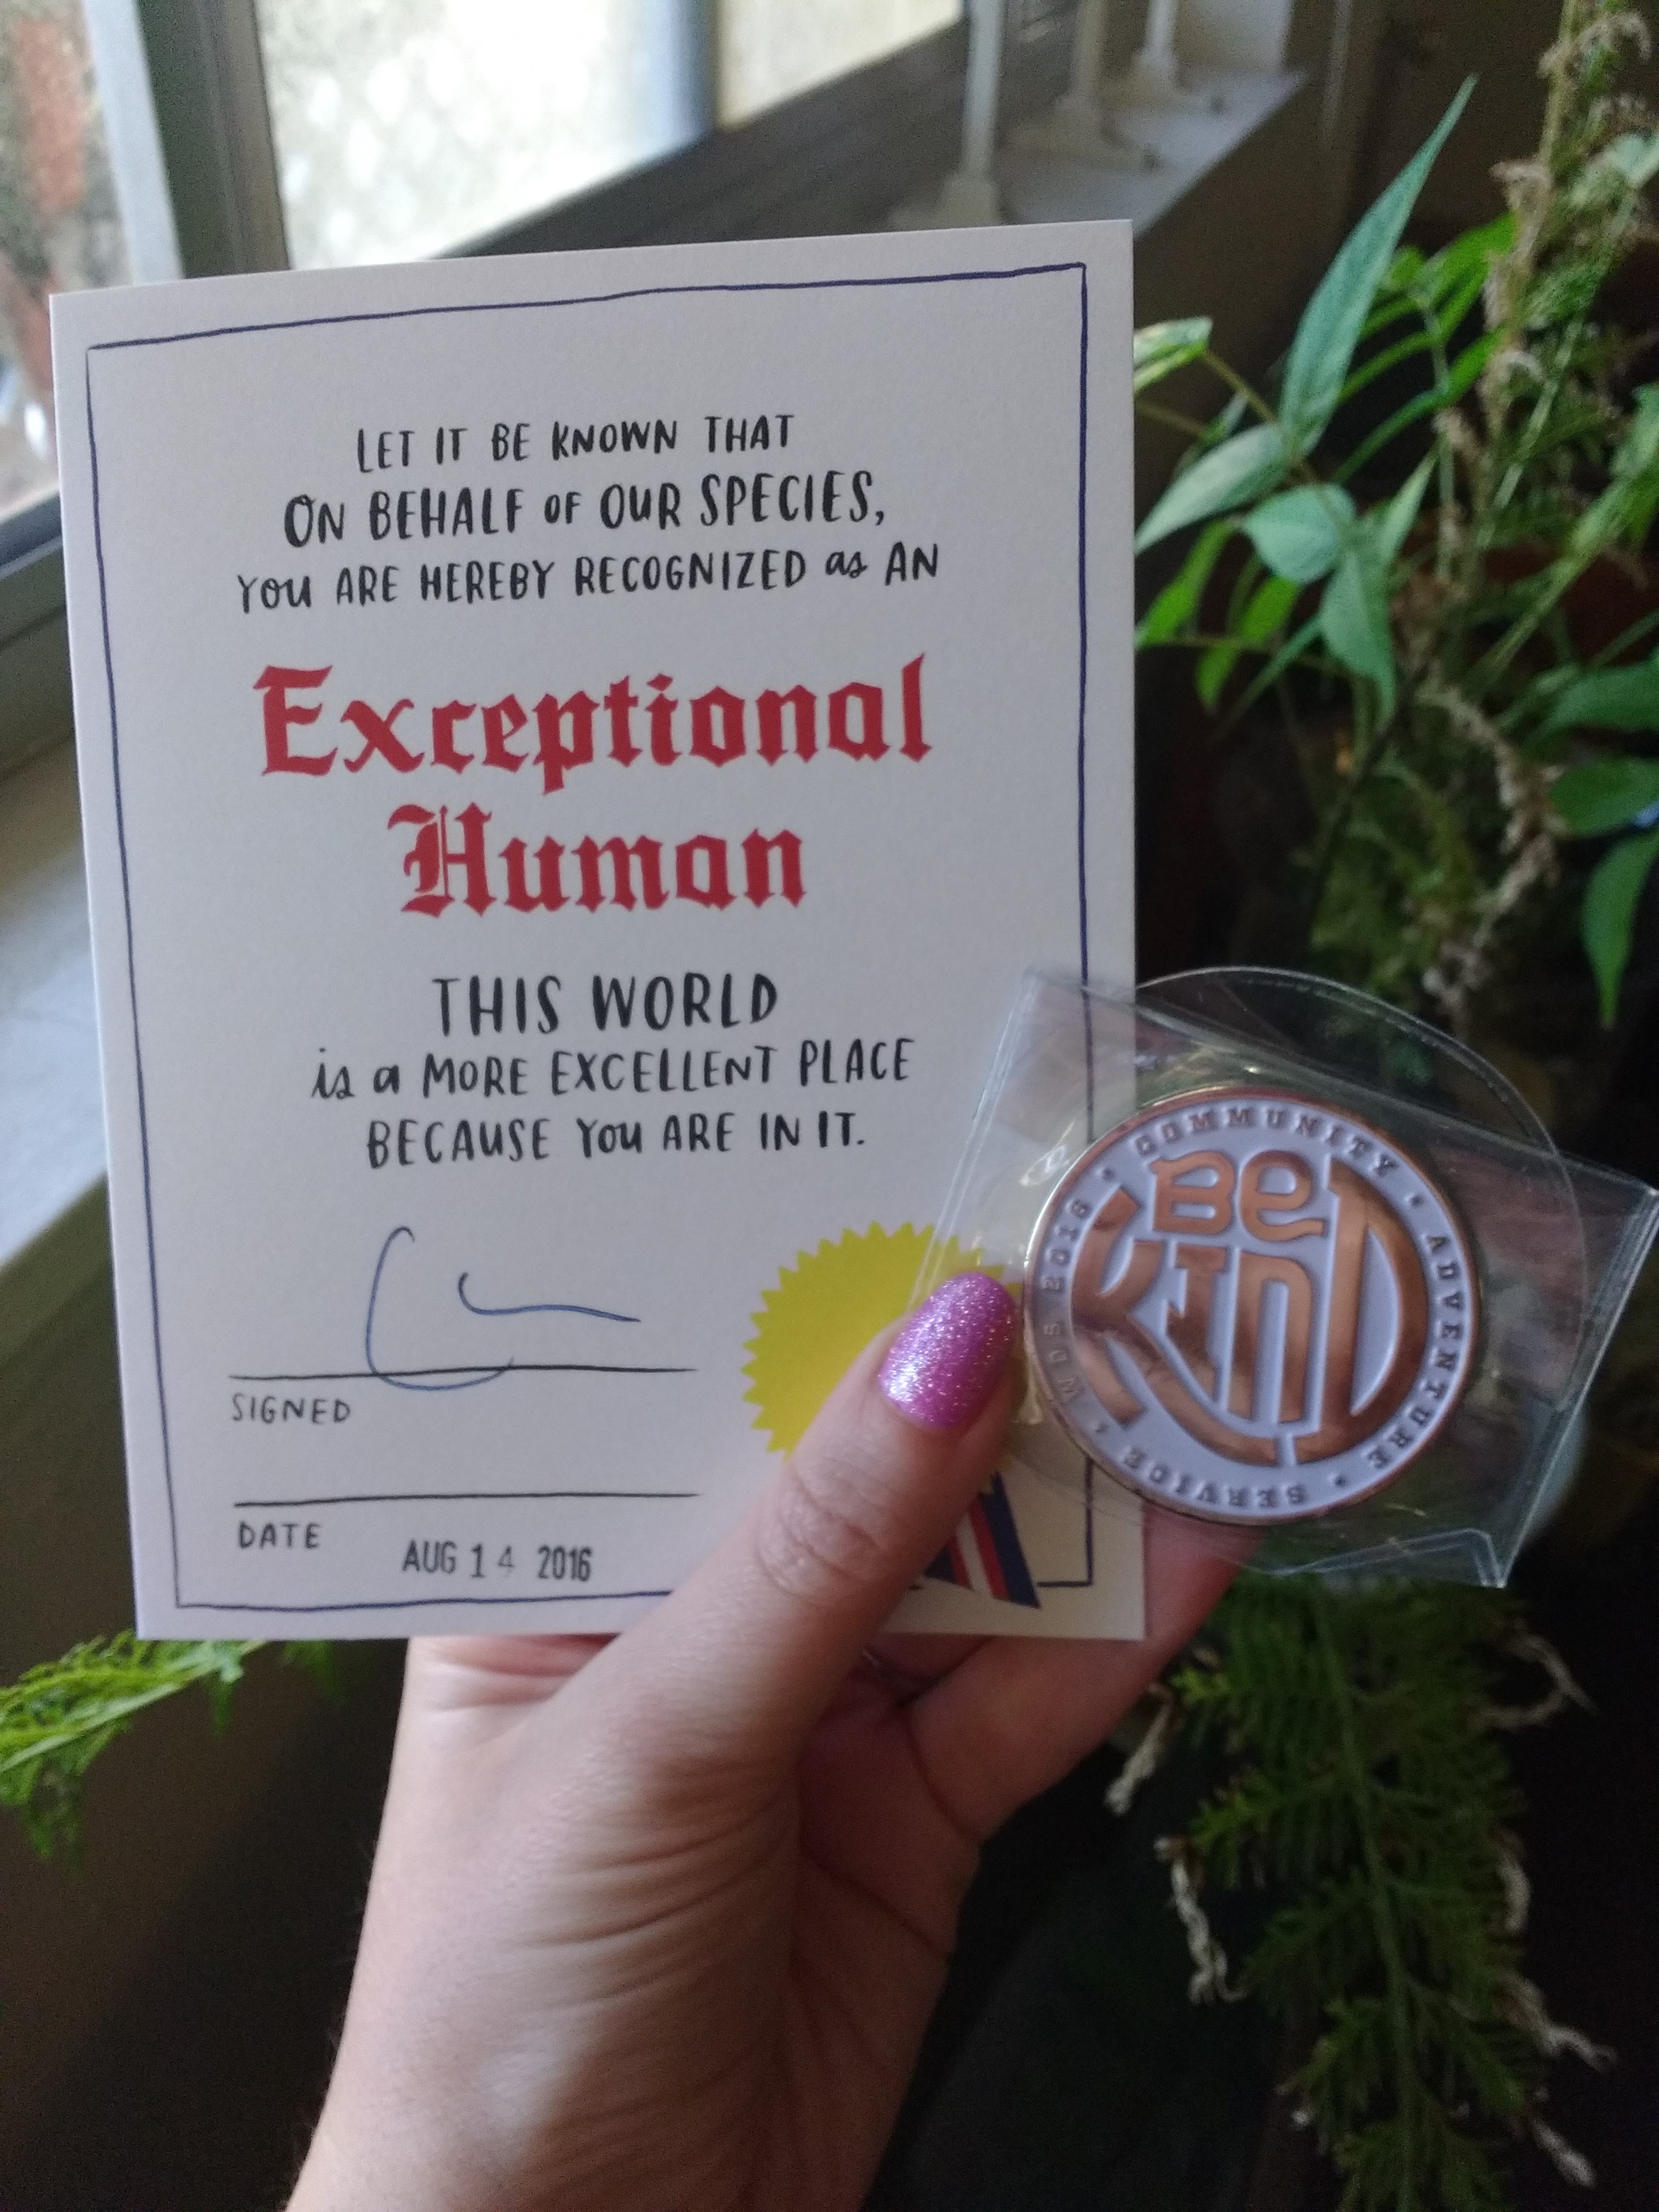 LET IT BE KNOWN THAT
ON BEHALF OF OUR SPECIES,
YOU ARE HEREBY RECOGNIZED as AN
Exceptional
Human
THIS WORLD
is a MORE EXCELLENT PLACE
BECAUSE YOU ARE IN IT.
SIGNED
DATE
AUG 14 2016
Be
KIND
WDS 2016 • COMMUNITY • ADVENTURE • SERVICE •